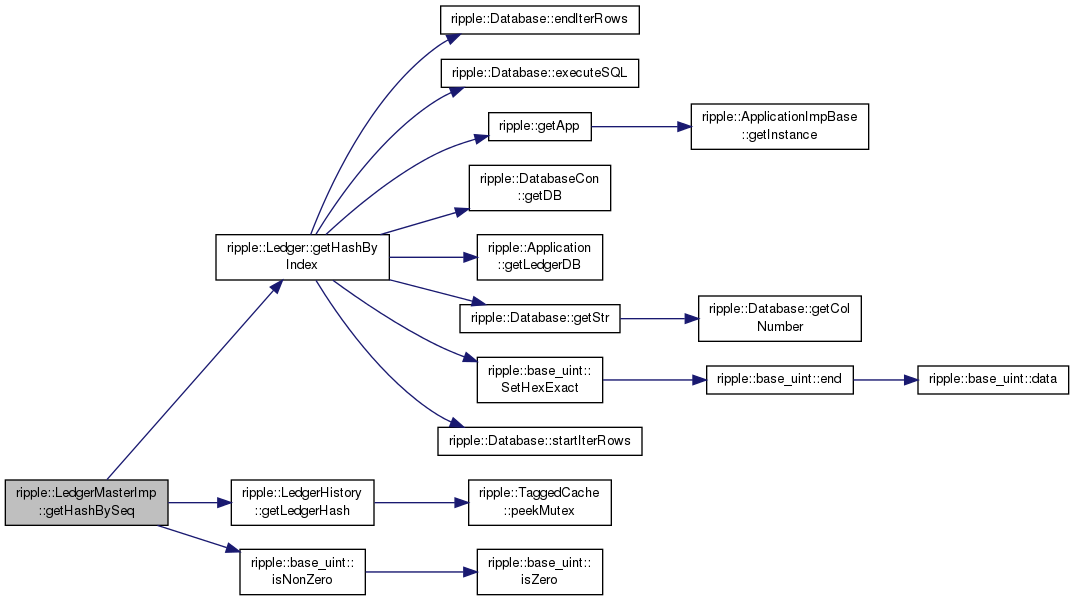 ripple::Database::endIterRows
ripple::Database::executeSQL
ripple::getApp
ripple::ApplicationImpBase
::getInstance
ripple::DatabaseCon
::getDB
ripple::Ledger::getHashBy
Index
ripple::Application
::getLedgerDB
ripple::Database::getStr
ripple::Database::getCol
Number
ripple::base_uint::
SetHexExact
ripple::base_uint::end
ripple::base_uint::data
ripple::Database::startIterRows
ripple::LedgerMasterImp
::getHashBySeq
ripple::LedgerHistory
::getLedgerHash
ripple::TaggedCache
::peekMutex
ripple::base_uint::
isNonZero
ripple::base_uint::
isZero